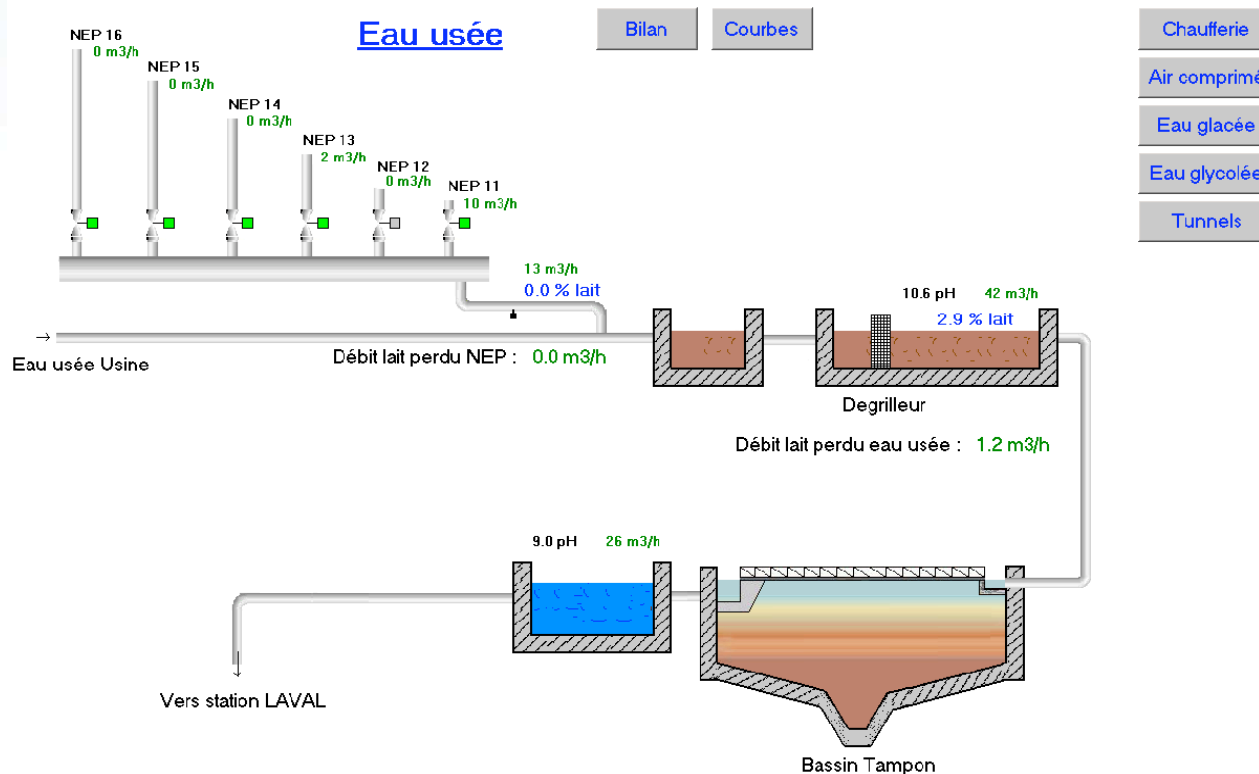 Eau usée
Bilan
Courbes
Chaufferie
Air comprimé
Eau glacée
Eau glycolée
Tunnels
NEP 16
0 m3/h
NEP 15
0 m3/h
NEP 14
0 m3/h
NEP 13
2 m3/h
NEP 12
0 m3/h
NEP 11
10 m3/h
13 m3/h
0.0 % lait
10.6 pH 42 m3/h
2.9 % lait
Eau usée Usine
Débit lait perdu NEP : 0.0 m3/h
Degrilleur
Débit lait perdu eau usée : 1.2 m3/h
9.0 pH 26 m3/h
Vers station LAVAL
Bassin Tampon